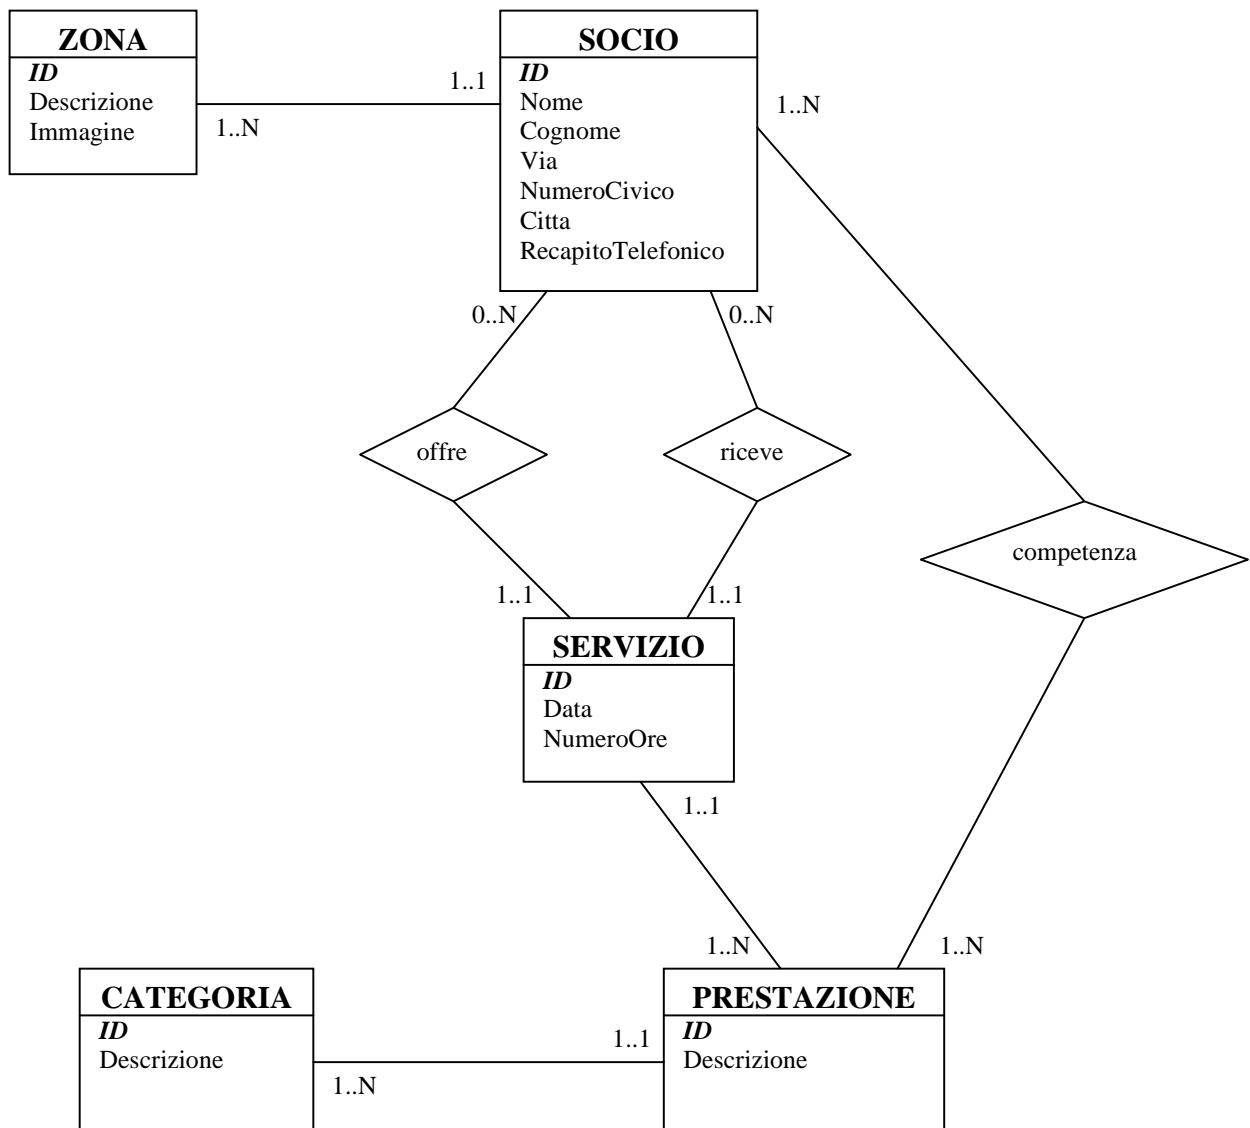 ZONA
ID
Descrizione
Immagine
1..N
1..1
SOCIO
ID
Nome
Cognome
Via
NumeroCivico
Citta
RecapitoTelefonico
1..N
0..N
0..N
offre
riceve
competenza
1..1
1..1
SERVIZIO
ID
Data
NumeroOre
1..1
1..N
1..N
CATEGORIA
ID
Descrizione
1..N
1..1
PRESTAZIONE
ID
Descrizione